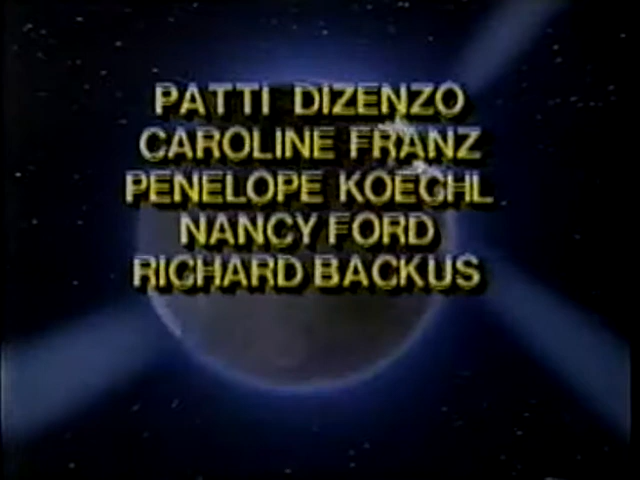 PATTI DIZENZO
CAROLINE FRANZ
PENELOPE KOECHL
NANCY FORD
RICHARD BACKUS